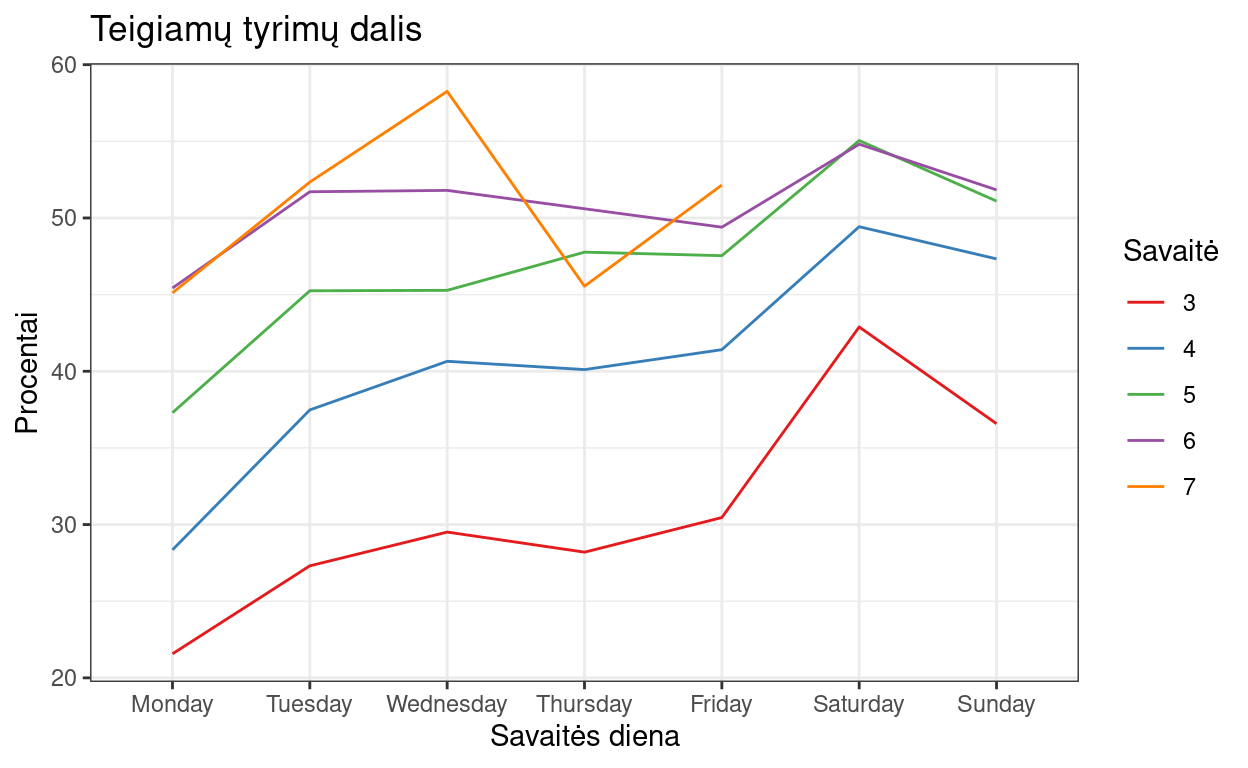 Teigiamų tyrimų dalis
Procentai
60
50
40
30
20
Monday Tuesday Wednesday Thursday Friday Saturday Sunday
Savaitės diena
Savaitė
3
4
5
6
7